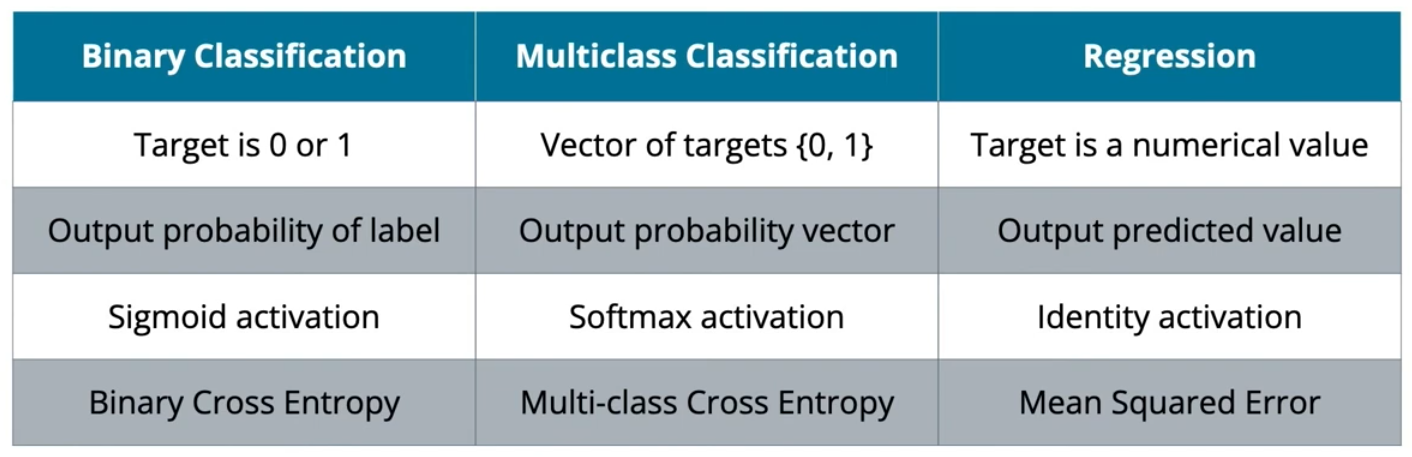 Binary Classification Multiclass Classification Regression
Target is 0 or 1 Vector of targets {0, 1} Target is a numerical value
Output probability of label Output probability vector Output predicted value
Sigmoid activation Softmax activation Identity activation
Binary Cross Entropy Multi-class Cross Entropy Mean Squared Error